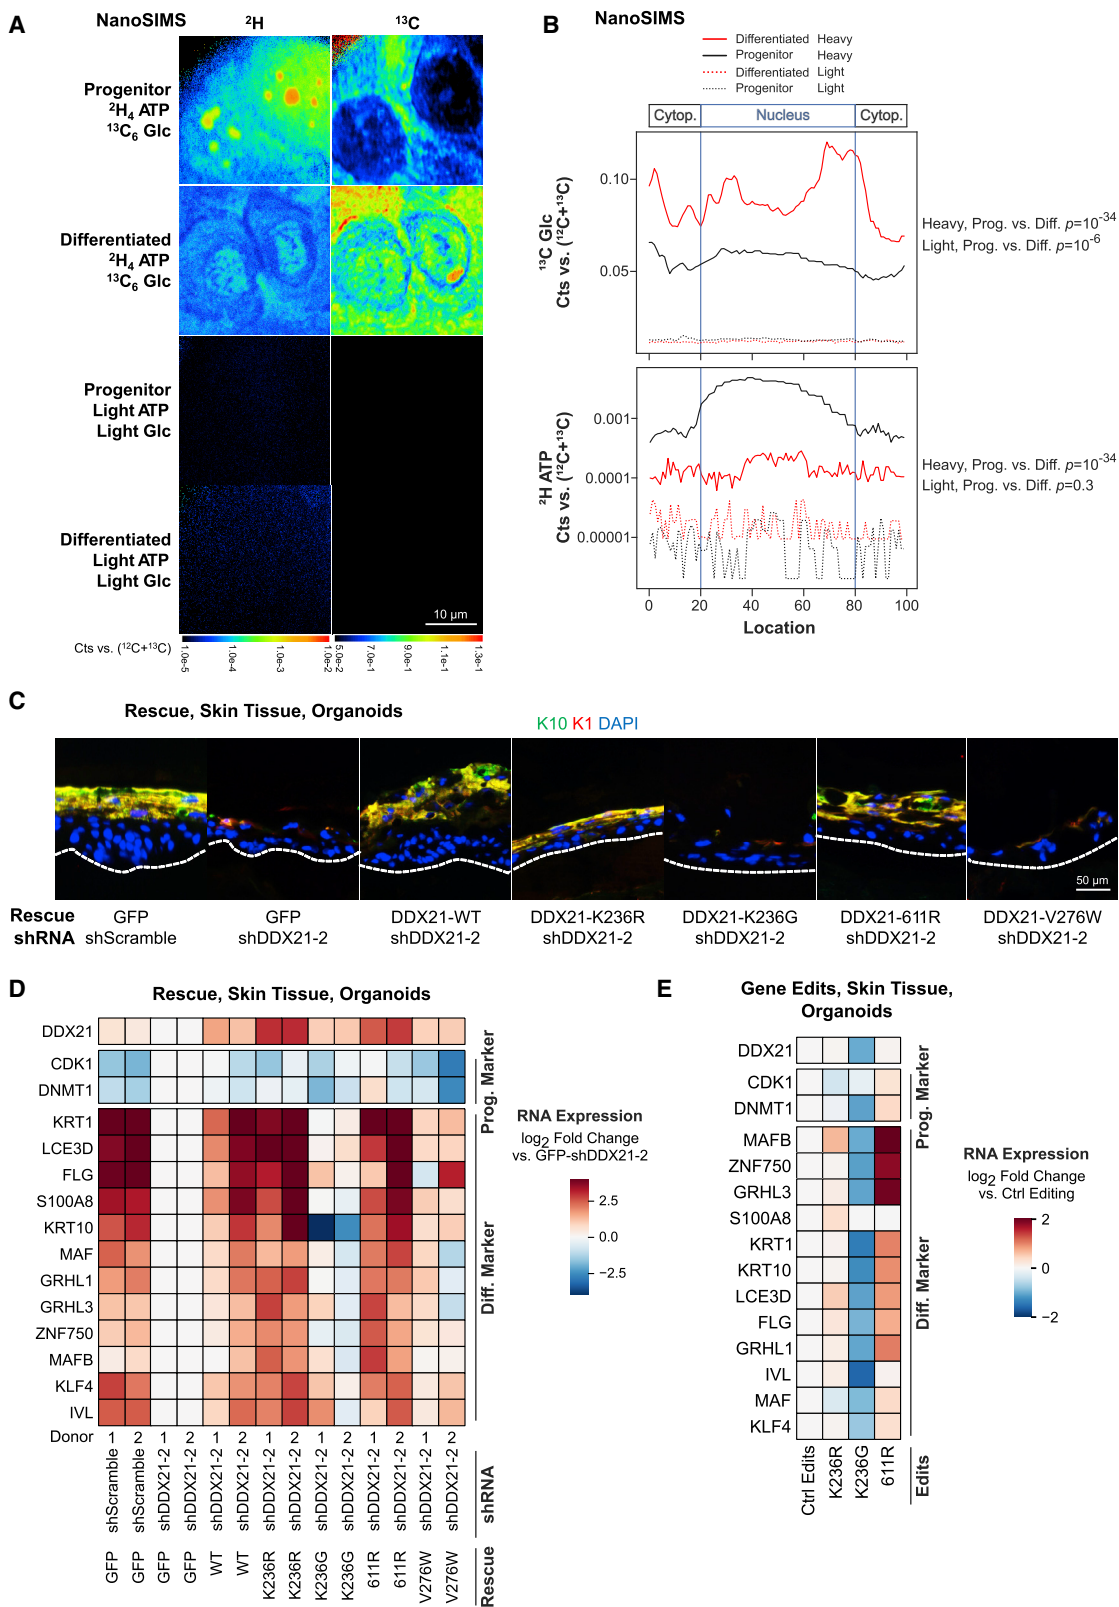 A
NanoSIMS
²H
¹³C
Progenitor
²H₄ ATP
¹³C₆ Glc
Differentiated
²H₄ ATP
¹³C₆ Glc
Progenitor
Light ATP
Light Glc
Differentiated
Light ATP
Light Glc
10 µm
Cts vs. (¹²C+¹³C)
1.0e-5
1.0e-4
1.0e-3
1.0e-2
5.0e-2
7.0e-1
9.0e-1
1.1e-1
1.3e-1
B
NanoSIMS
Differentiated Heavy
Progenitor Heavy
Differentiated Light
Progenitor Light
Cytop.
Nucleus
Cytop.
¹³C Glc
Cts vs. (¹²C+¹³C)
0.10
0.05
Heavy, Prog. vs. Diff. p=10⁻³⁴
Light, Prog. vs. Diff. p=10⁻⁶
²H ATP
Cts vs. (¹²C+¹³C)
0.001
0.0001
0.00001
Heavy, Prog. vs. Diff. p=10⁻³⁴
Light, Prog. vs. Diff. p=0.3
0 20 40 60 80 100
Location
C
Rescue, Skin Tissue, Organoids
K10 K1 DAPI
50 µm
Rescue GFP GFP DDX21-WT DDX21-K236R DDX21-K236G DDX21-611R DDX21-V276W
shRNA shScramble shDDX21-2 shDDX21-2 shDDX21-2 shDDX21-2 shDDX21-2 shDDX21-2
D
Rescue, Skin Tissue, Organoids
DDX21
CDK1
DNMT1
KRT1
LCE3D
FLG
S100A8
KRT10
MAF
GRHL1
GRHL3
ZNF750
MAFB
KLF4
IVL
Prog. Marker
Diff. Marker
Donor 1 2 1 2 1 2 1 2 1 2 1 2 1 2
shScramble
shScramble
shDDX21-2
shDDX21-2
shDDX21-2
shDDX21-2
shDDX21-2
shDDX21-2
shDDX21-2
shDDX21-2
shDDX21-2
shDDX21-2
shDDX21-2
shDDX21-2
shRNA
GFP
GFP
GFP
GFP
WT
WT
K236R
K236R
K236G
K236G
611R
611R
V276W
V276W
Rescue
RNA Expression
log₂ Fold Change
vs. GFP-shDDX21-2
2.5
0.0
−2.5
E
Gene Edits, Skin Tissue,
Organoids
DDX21
CDK1
DNMT1
MAFB
ZNF750
GRHL3
S100A8
KRT1
KRT10
LCE3D
FLG
GRHL1
IVL
MAF
KLF4
Prog. Marker
Diff. Marker
Ctrl Edits
K236R
K236G
611R
Edits
RNA Expression
log₂ Fold Change
vs. Ctrl Editing
2
0
−2